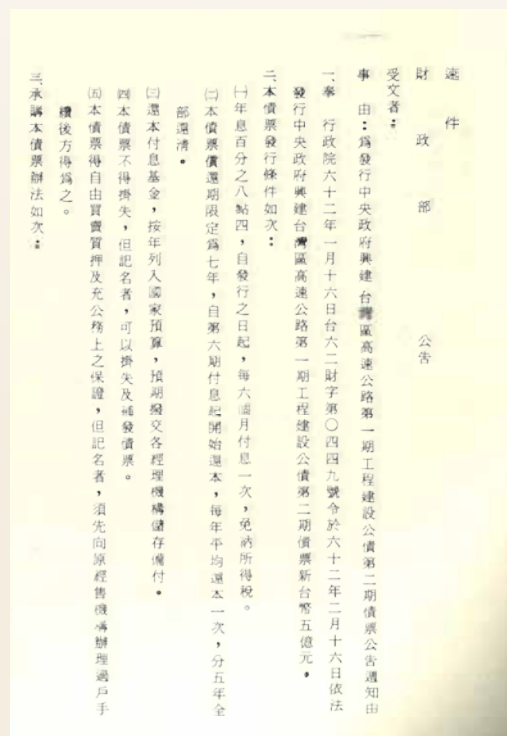 速件
財政部 公告
受文者：
事 由：為發行中央政府興建台灣區高速公路第一期工程建設公債第二期債票公告週知由
一、奉 行政院六十二年一月十六日台六二財字第〇四四九號令於六十二年二月十六日依法
發行中央政府興建台灣區高速公路第一期工程建設公債第二期債票新台幣五億元。
二、本債票發行條件如次：
㈠年息百分之八點四，自發行之日起，每六個月付息一次，免納所得稅。
㈡本債票償還期限定為七年，自第六期付息起開始還本，每年平均還本一次，分五年全
部還清。
㈢還本付息基金，按年列入國家預算，預期撥交各經理機構儲存備付。
㈣本債票不得掛失，但記名者，可以掛失及補發債票。
㈤本債票得自由買賣質押及充公務上之保證，但記名者，須先向原經售機構辦理過戶手
續後方得為之。
三、承購本債票辦法如次：